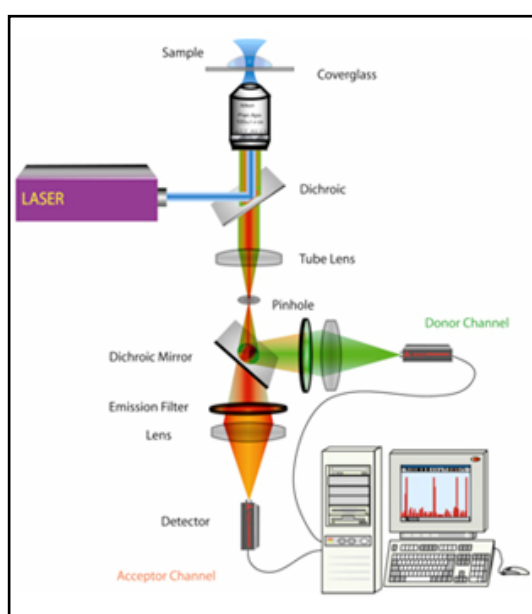 Sample
Coverglass
LASER
Dichroic
Tube Lens
Pinhole
Donor Channel
Dichroic Mirror
Emission Filter
Lens
Detector
Acceptor Channel